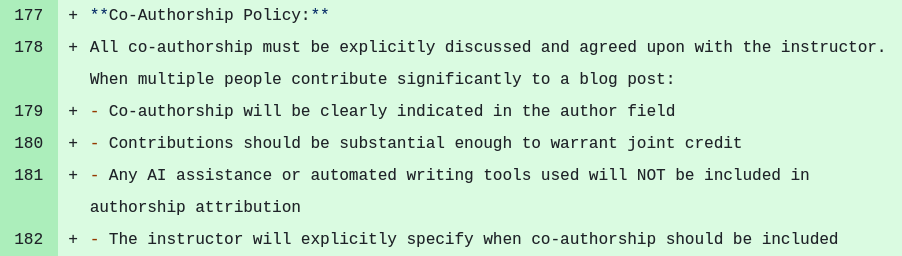 177 + **Co-Authorship Policy:**
178 + All co-authorship must be explicitly discussed and agreed upon with the instructor.
When multiple people contribute significantly to a blog post:
179 + - Co-authorship will be clearly indicated in the author field
180 + - Contributions should be substantial enough to warrant joint credit
181 + - Any AI assistance or automated writing tools used will NOT be included in
authorship attribution
182 + - The instructor will explicitly specify when co-authorship should be included